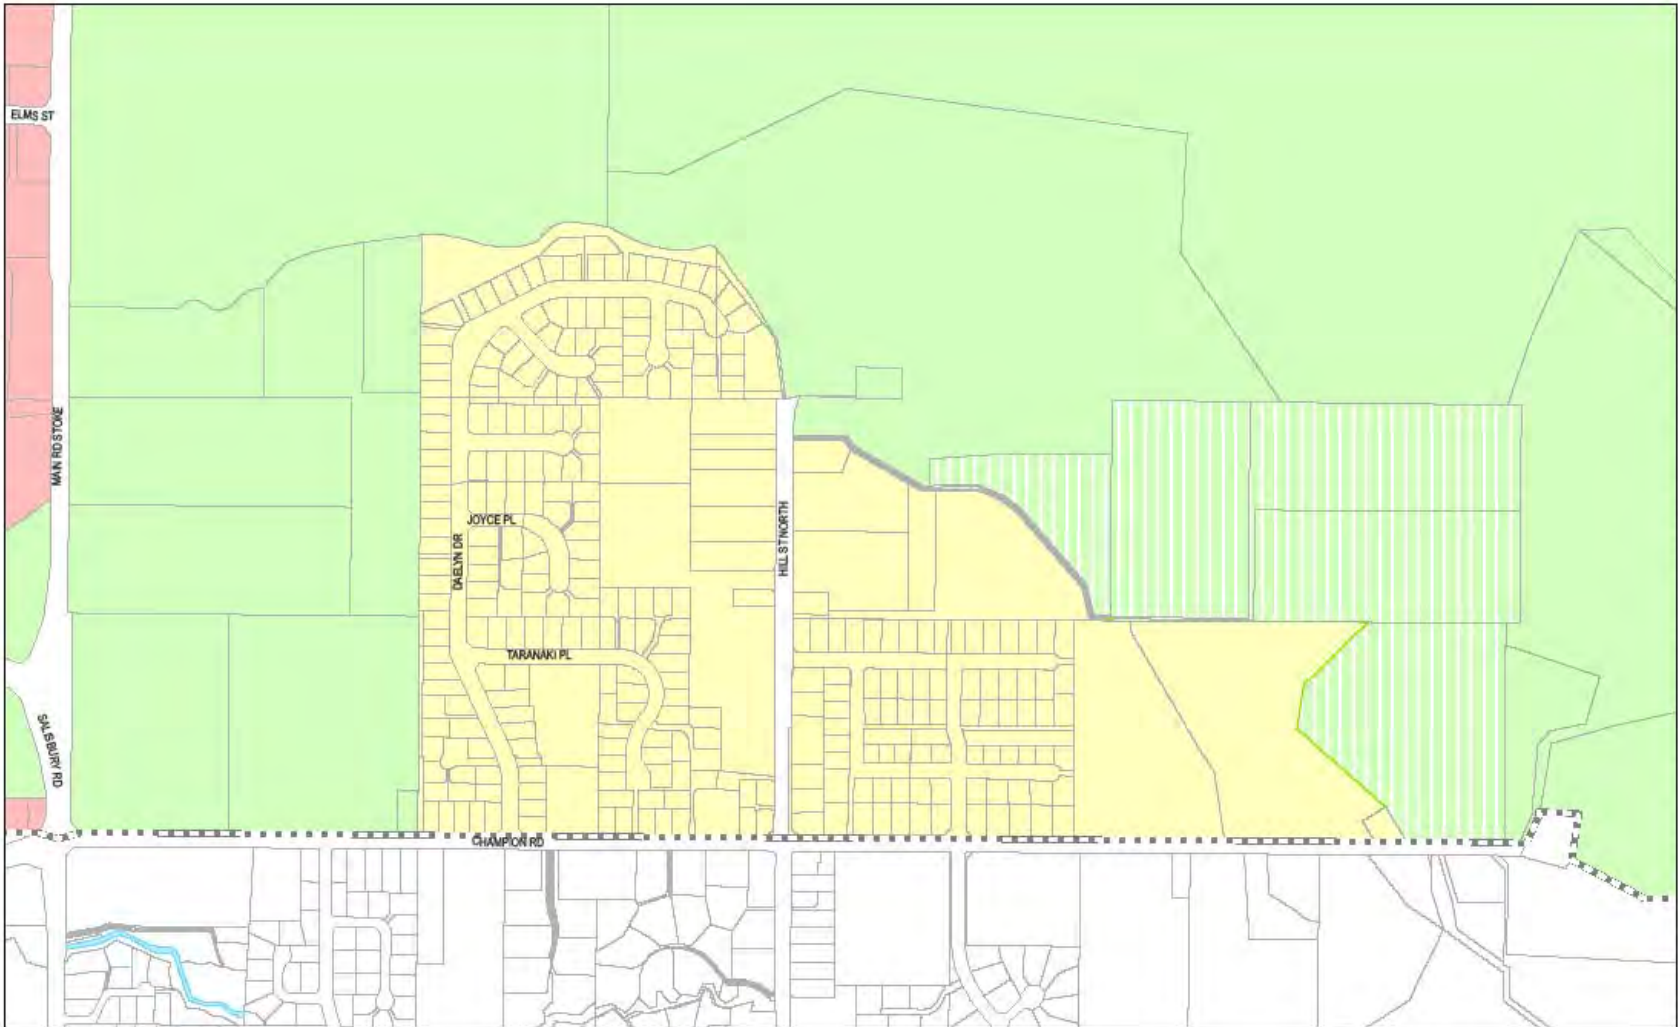 ELMS ST
MAIN RD STOKE
JOYCE PL
DAELYN DR
HILL ST NORTH
TARANAKI PL
SALISBURY RD
CHAMPION RD